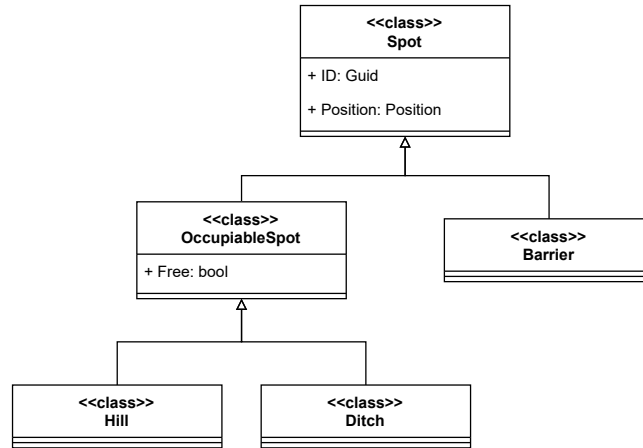 <<class>>
Spot
+ ID: Guid
+ Position: Position
<<class>>
OccupiableSpot
+ Free: bool
<<class>>
Barrier
<<class>>
Hill
<<class>>
Ditch